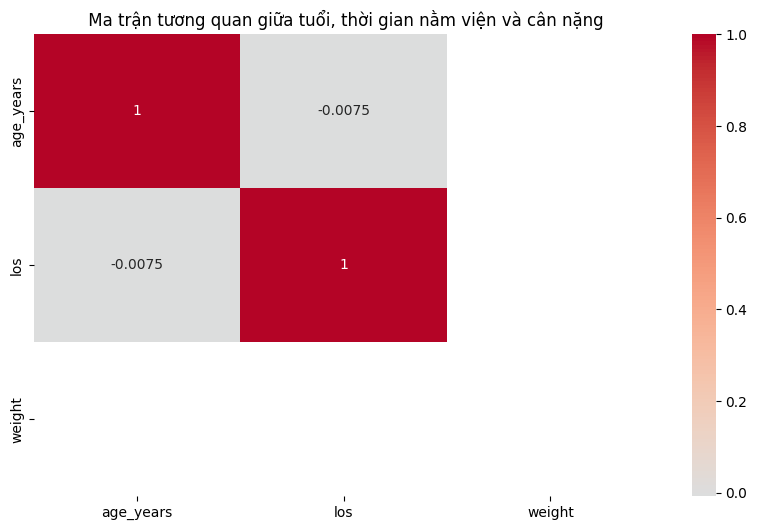 Ma trận tương quan giữa tuổi, thời gian nằm viện và cân nặng
age_years
1
-0.0075
los
-0.0075
1
weight
age_years los weight
1.0
0.8
0.6
0.4
0.2
0.0